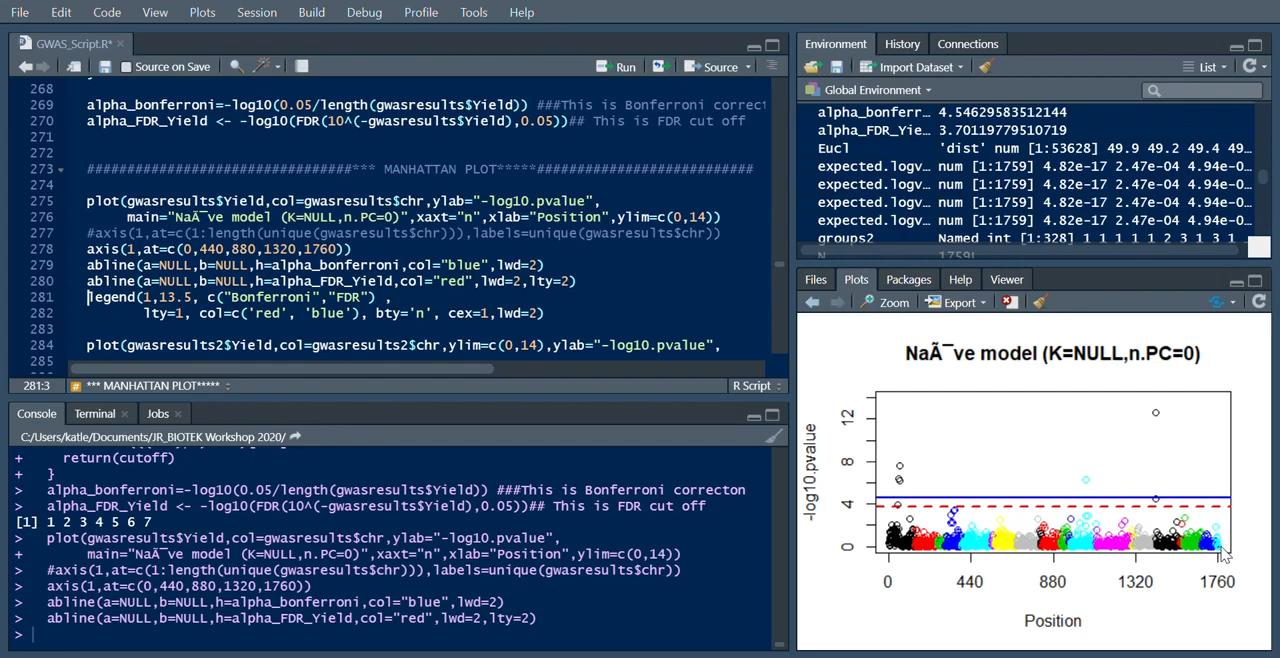 File Edit Code View Plots Session Build Debug Profile Tools Help
GWAS_Script.R*
Source on Save Run Source
268
269 alpha_bonferroni=-log10(0.05/length(gwasresults$Yield)) ###This is Bonferroni correct
270 alpha_FDR_Yield <- -log10(FDR(10^(-gwasresults$Yield),0.05))## This is FDR cut off
271
272
273 #################################*** MANHATTAN PLOT*****###########################
274
275 plot(gwasresults$Yield,col=gwasresults$chr,ylab="-log10.pvalue",
276 main="NaÃ¯ve model (K=NULL,n.PC=0)",xaxt="n",xlab="Position",ylim=c(0,14))
277 #axis(1,at=c(1:length(unique(gwasresults$chr))),labels=unique(gwasresults$chr))
278 axis(1,at=c(0,440,880,1320,1760))
279 abline(a=NULL,b=NULL,h=alpha_bonferroni,col="blue",lwd=2)
280 abline(a=NULL,b=NULL,h=alpha_FDR_Yield,col="red",lwd=2,lty=2)
281 legend(1,13.5, c("Bonferroni","FDR") ,
282 lty=1, col=c('red', 'blue'), bty='n', cex=1,lwd=2)
283
284 plot(gwasresults2$Yield,col=gwasresults2$chr,ylim=c(0,14),ylab="-log10.pvalue",
285
281:3 # *** MANHATTAN PLOT***** R Script
Console Terminal Jobs
C:/Users/katle/Documents/JR_BIOTEK Workshop 2020/
+ return(cutoff)
+ }
> alpha_bonferroni=-log10(0.05/length(gwasresults$Yield)) ###This is Bonferroni correcton
> alpha_FDR_Yield <- -log10(FDR(10^(-gwasresults$Yield),0.05))## This is FDR cut off
[1] 1 2 3 4 5 6 7
> plot(gwasresults$Yield,col=gwasresults$chr,ylab="-log10.pvalue",
+ main="NaÃ¯ve model (K=NULL,n.PC=0)",xaxt="n",xlab="Position",ylim=c(0,14))
> #axis(1,at=c(1:length(unique(gwasresults$chr))),labels=unique(gwasresults$chr))
> axis(1,at=c(0,440,880,1320,1760))
> abline(a=NULL,b=NULL,h=alpha_bonferroni,col="blue",lwd=2)
> abline(a=NULL,b=NULL,h=alpha_FDR_Yield,col="red",lwd=2,lty=2)
>
Environment History Connections
Import Dataset List
Global Environment
alpha_bonferr… 4.54629583512144
alpha_FDR_Yie… 3.70119779510719
Eucl 'dist' num [1:53628] 49.9 49.2 49.4 49…
expected.logv… num [1:1759] 4.82e-17 2.47e-04 4.94e-0…
expected.logv… num [1:1759] 4.82e-17 2.47e-04 4.94e-0…
expected.logv… num [1:1759] 4.82e-17 2.47e-04 4.94e-0…
expected.logv… num [1:1759] 4.82e-17 2.47e-04 4.94e-0…
groups2 Named int [1:328] 1 1 1 1 1 2 3 1 3 1
Files Plots Packages Help Viewer
Zoom Export
NaÃ¯ve model (K=NULL,n.PC=0)
-log10.pvalue
12
8
4
0
0 440 880 1320 1760
Position